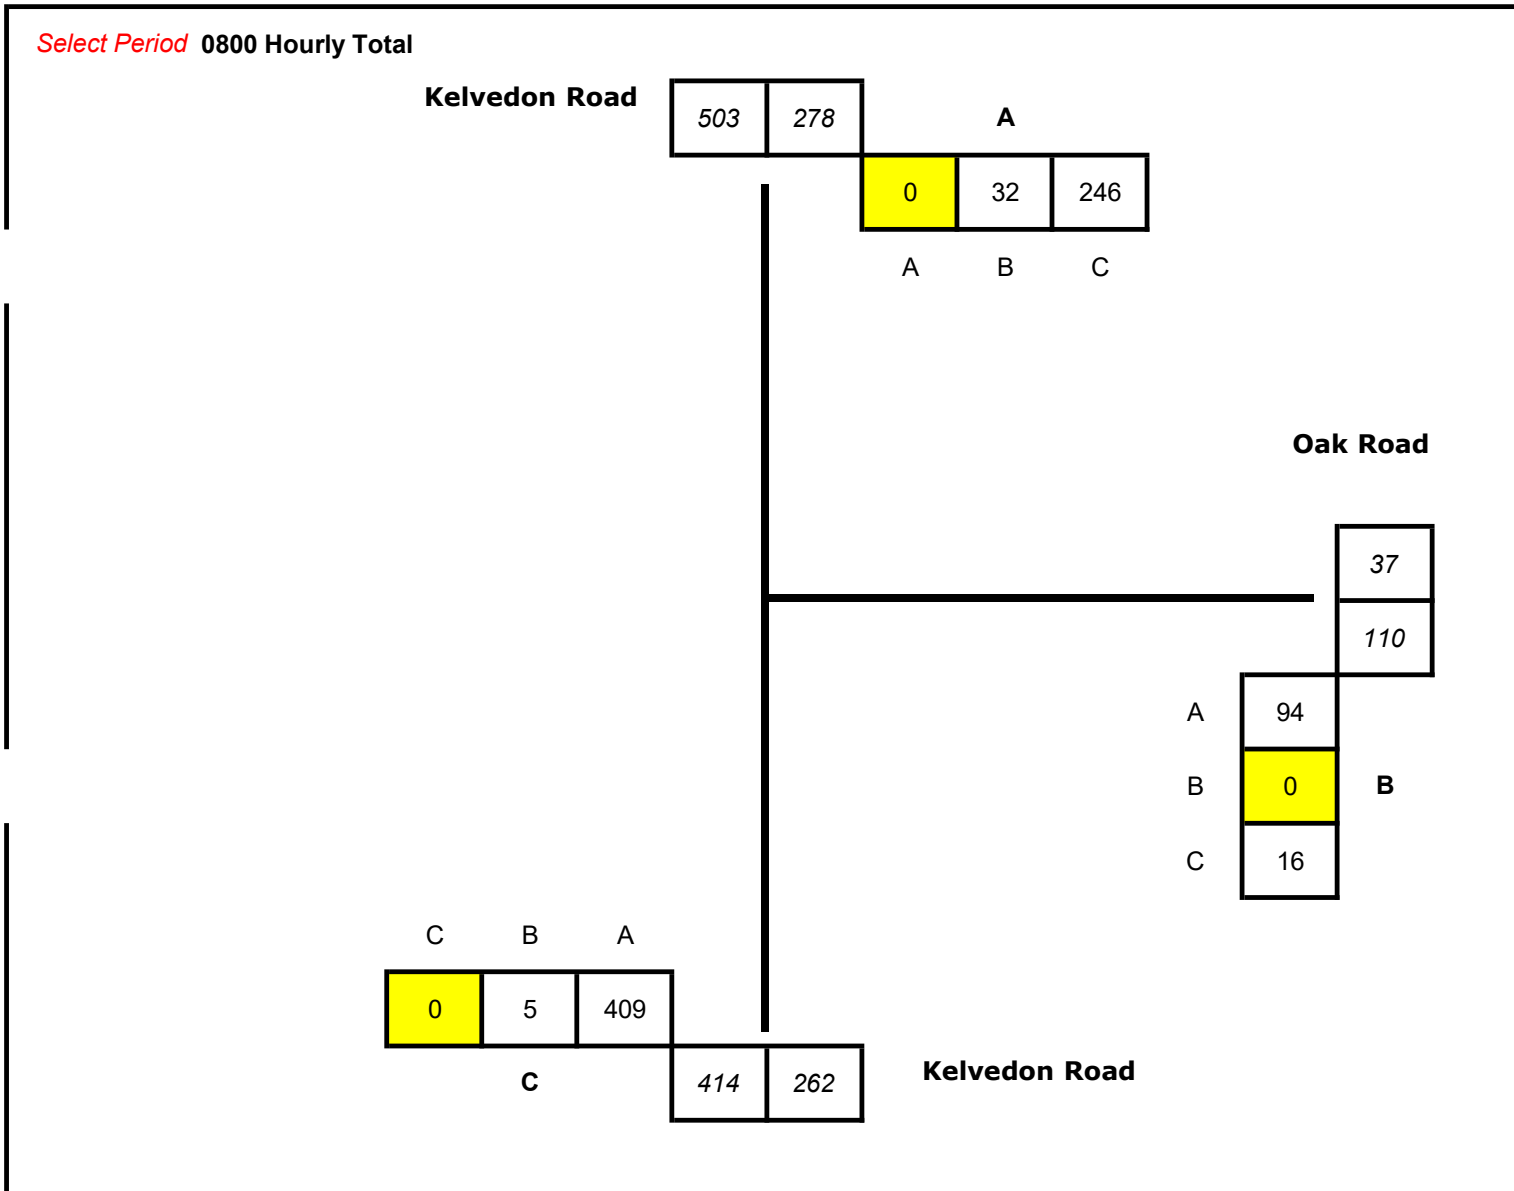 Select Period 0800 Hourly Total
Kelvedon Road
503 278 A
0 32 246
A B C
Oak Road
37
110
A 94
B 0 B
C 16
C B A
0 5 409
C 414 262 Kelvedon Road